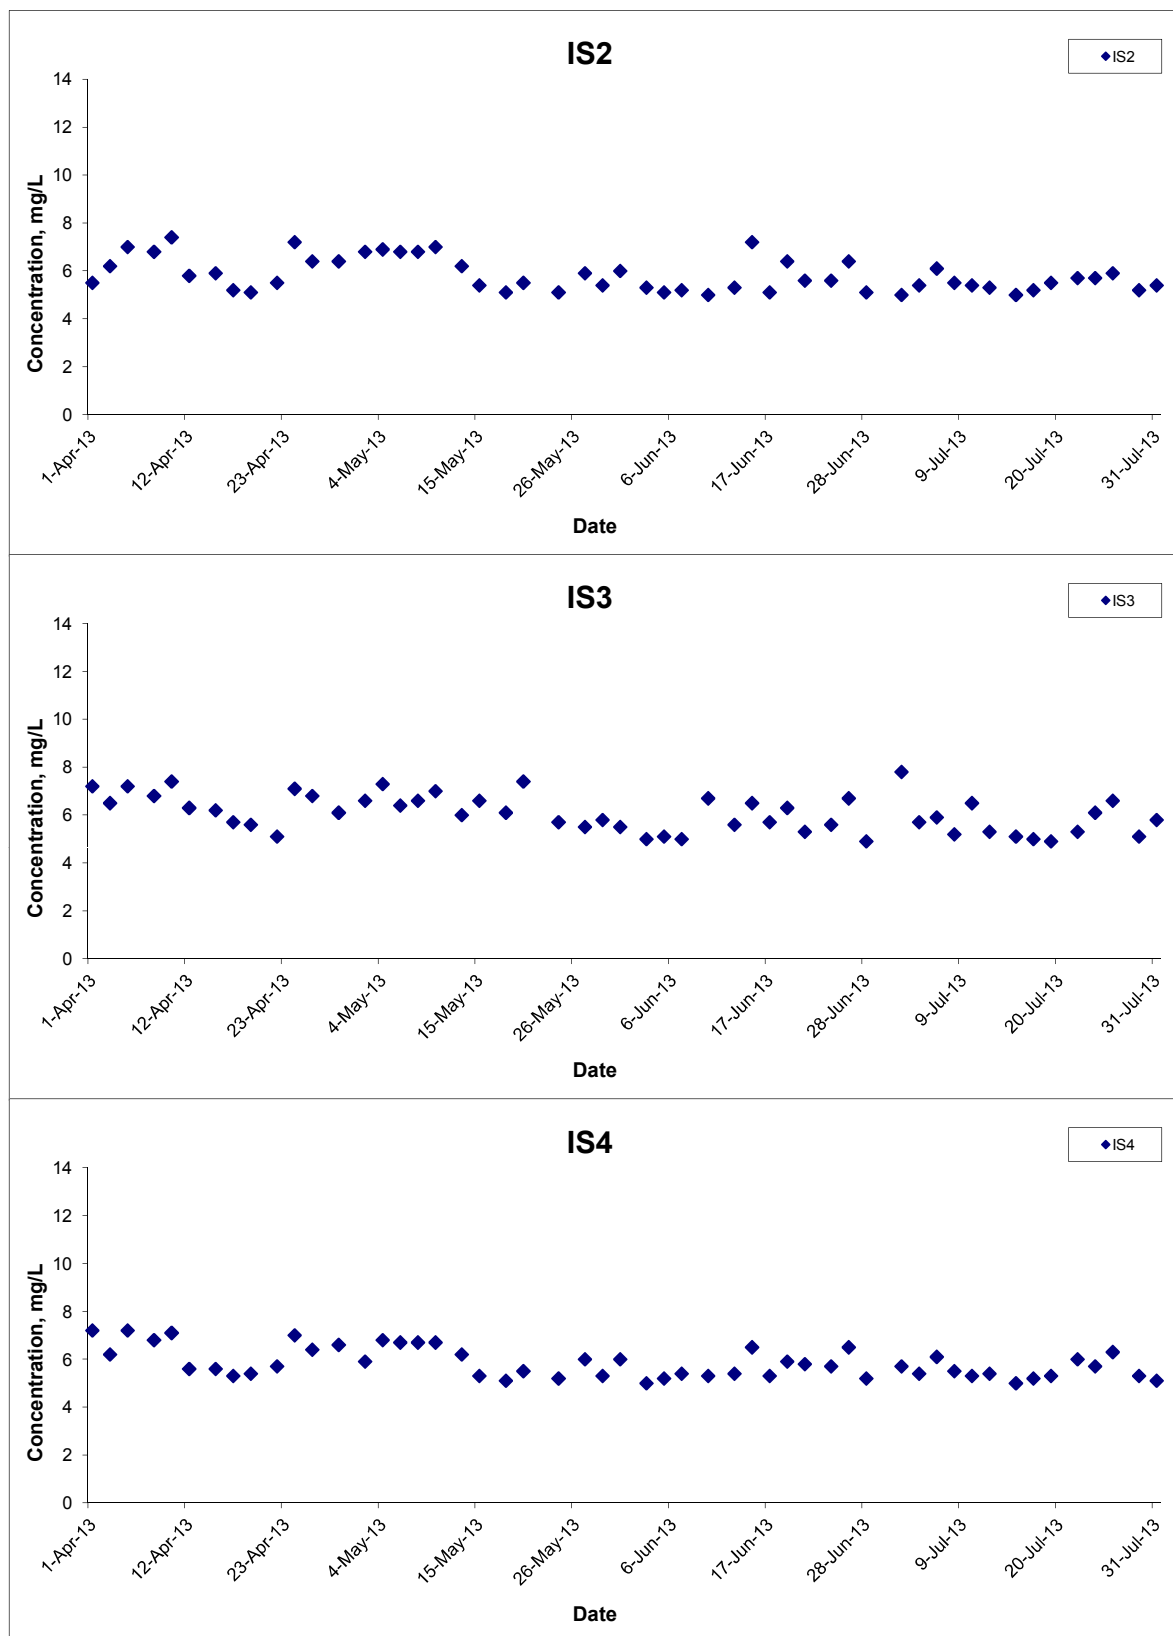 IS2
IS2
14
12
10
8
6
4
2
0
Concentration, mg/L
1-Apr-13
12-Apr-13
23-Apr-13
4-May-13
15-May-13
26-May-13
6-Jun-13
17-Jun-13
28-Jun-13
9-Jul-13
20-Jul-13
31-Jul-13
Date
IS3
IS3
14
12
10
8
6
4
2
0
Concentration, mg/L
1-Apr-13
12-Apr-13
23-Apr-13
4-May-13
15-May-13
26-May-13
6-Jun-13
17-Jun-13
28-Jun-13
9-Jul-13
20-Jul-13
31-Jul-13
Date
IS4
IS4
14
12
10
8
6
4
2
0
Concentration, mg/L
1-Apr-13
12-Apr-13
23-Apr-13
4-May-13
15-May-13
26-May-13
6-Jun-13
17-Jun-13
28-Jun-13
9-Jul-13
20-Jul-13
31-Jul-13
Date